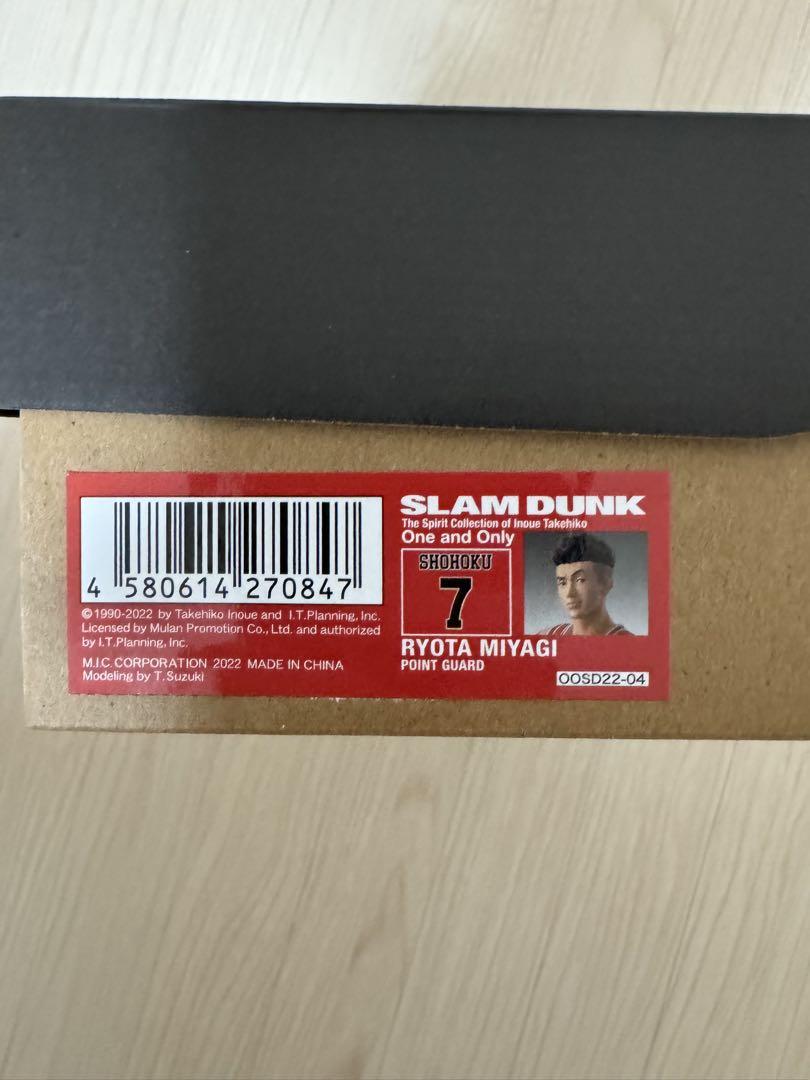 4 580614 270847
©1990-2022 by Takehiko Inoue and I.T.Planning, Inc.
Licensed by Mulan Promotion Co., Ltd. and authorized
by I.T.Planning, Inc.
M.I.C. CORPORATION 2022 MADE IN CHINA
Modeling by T. Suzuki
SLAM DUNK
The Spirit Collection of Inoue Takehiko
One and Only
SHOHOKU
7
RYOTA MIYAGI
POINT GUARD
OOSD22-04